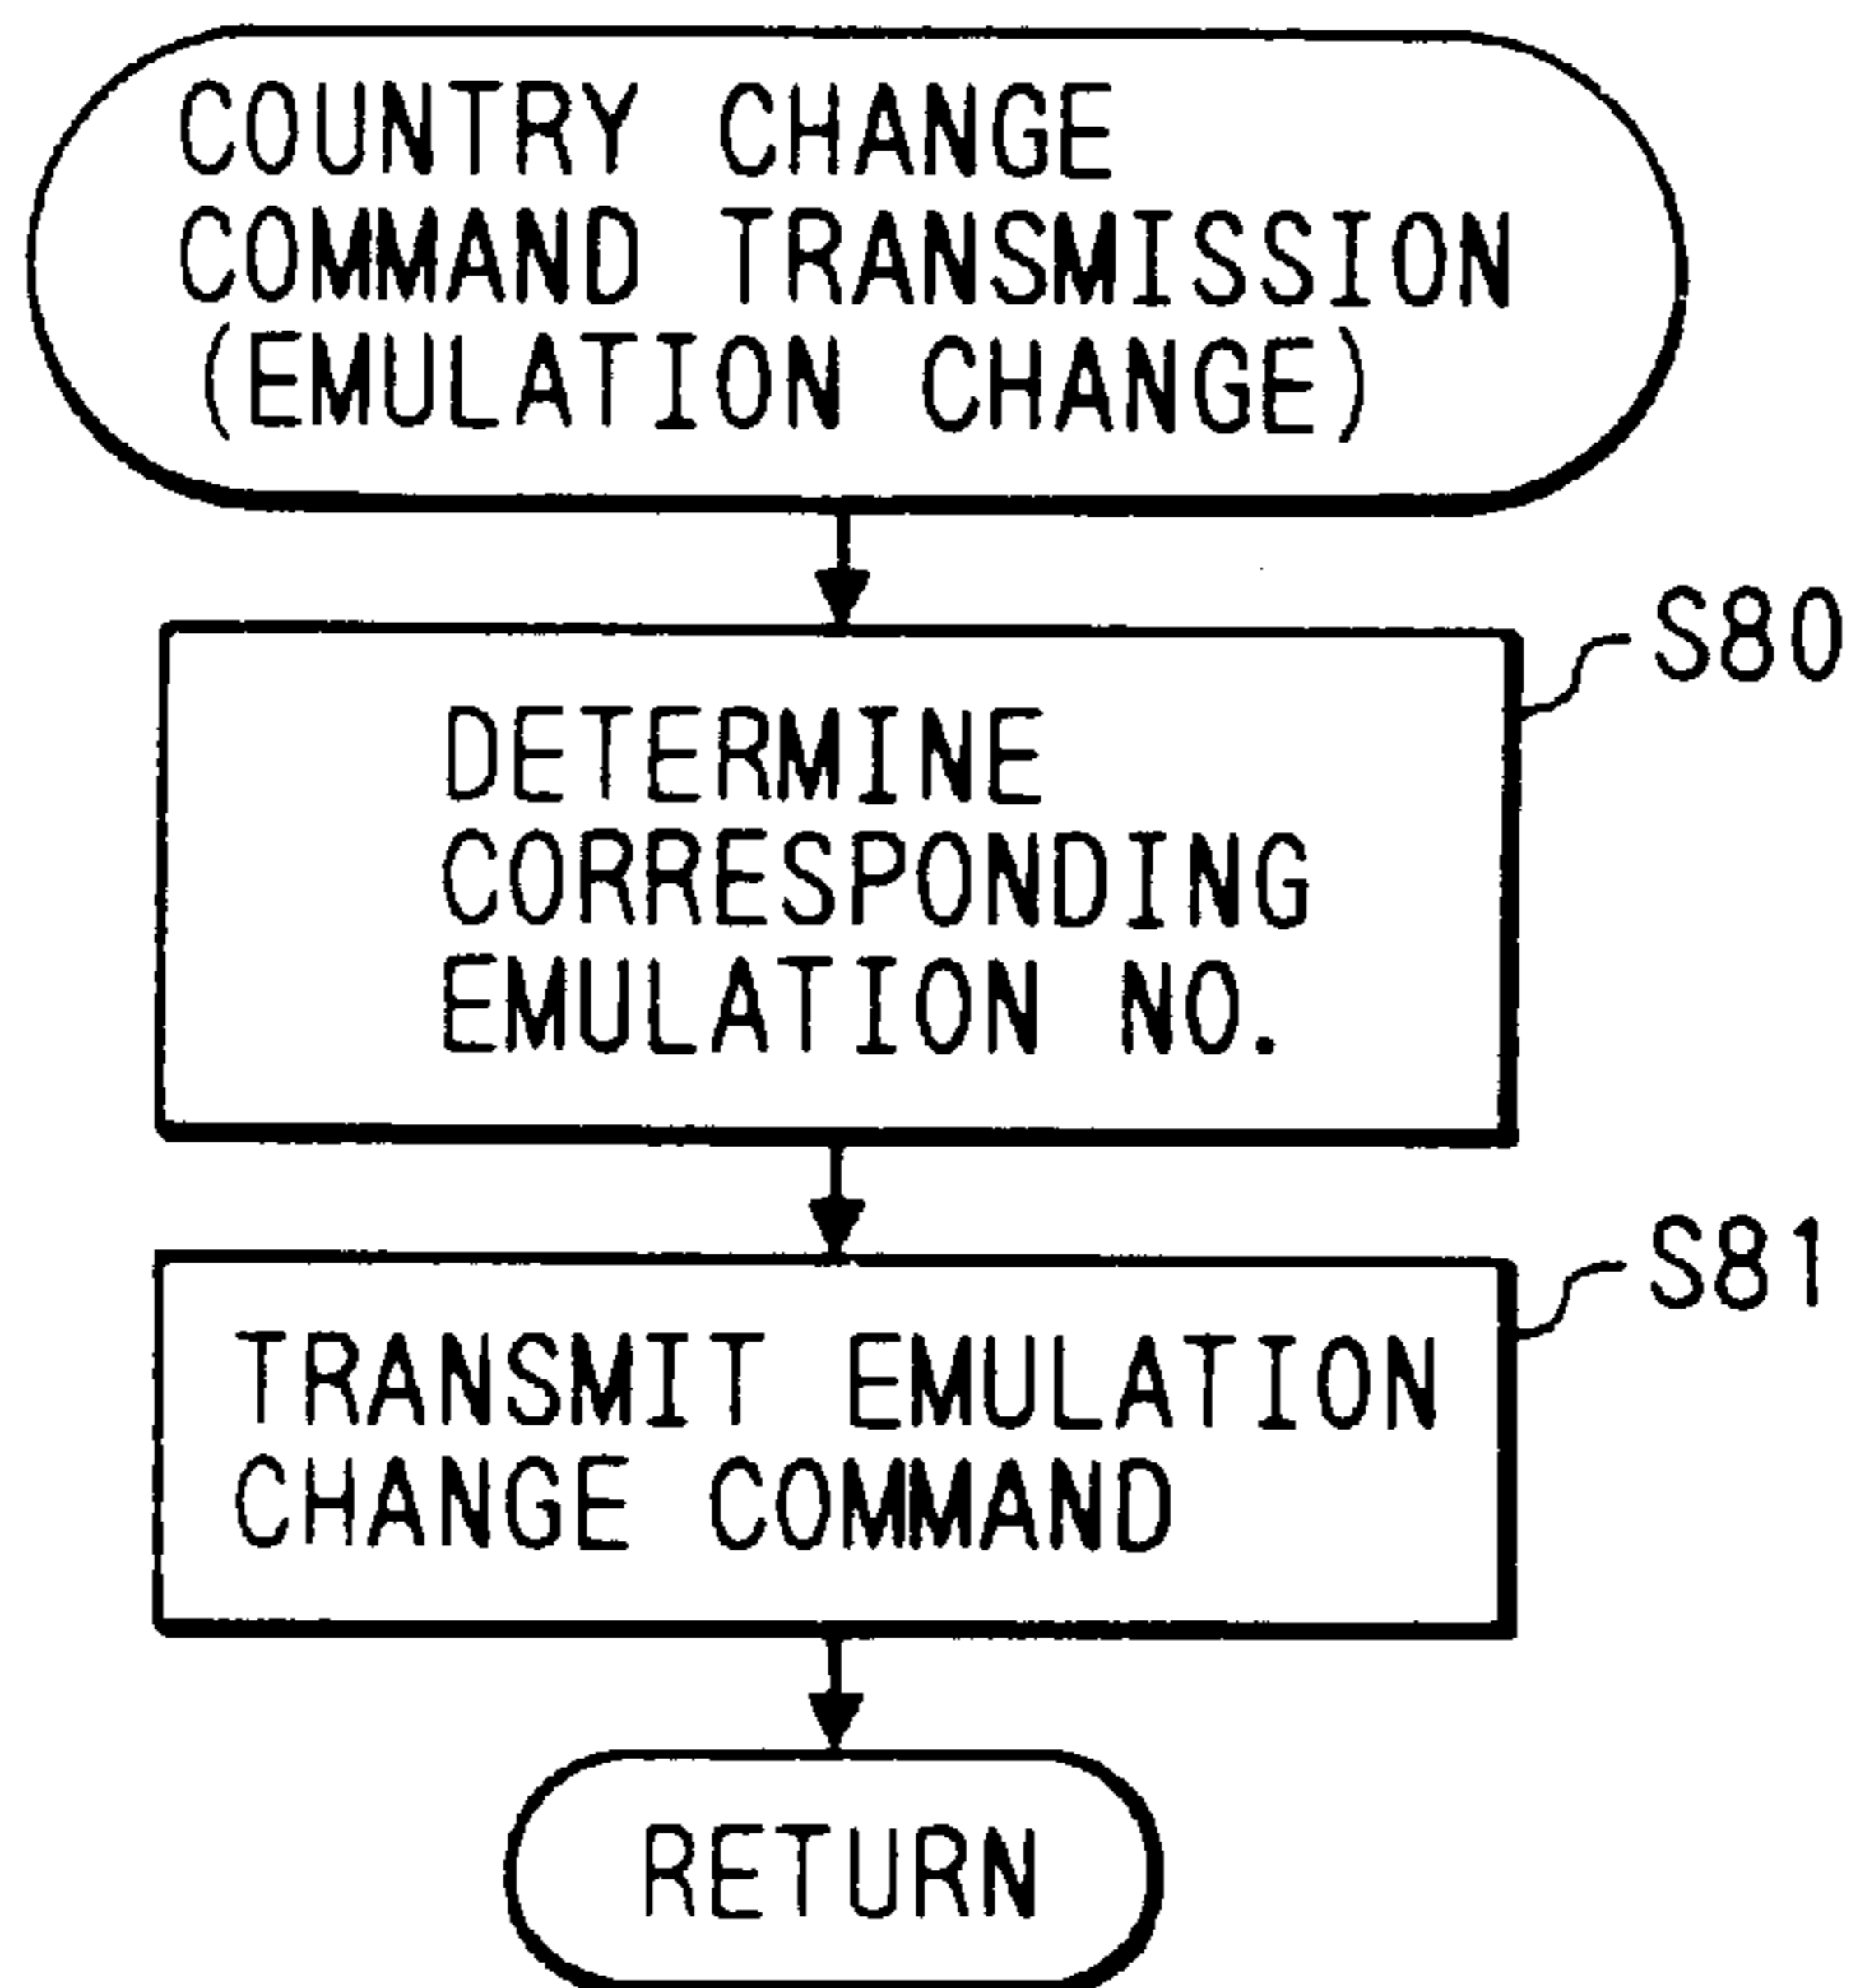 COUNTRY CHANGE
COMMAND TRANSMISSION
(EMULATION CHANGE)
S80
DETERMINE
CORRESPONDING
EMULATION NO.
S81
TRANSMIT EMULATION
CHANGE COMMAND
RETURN